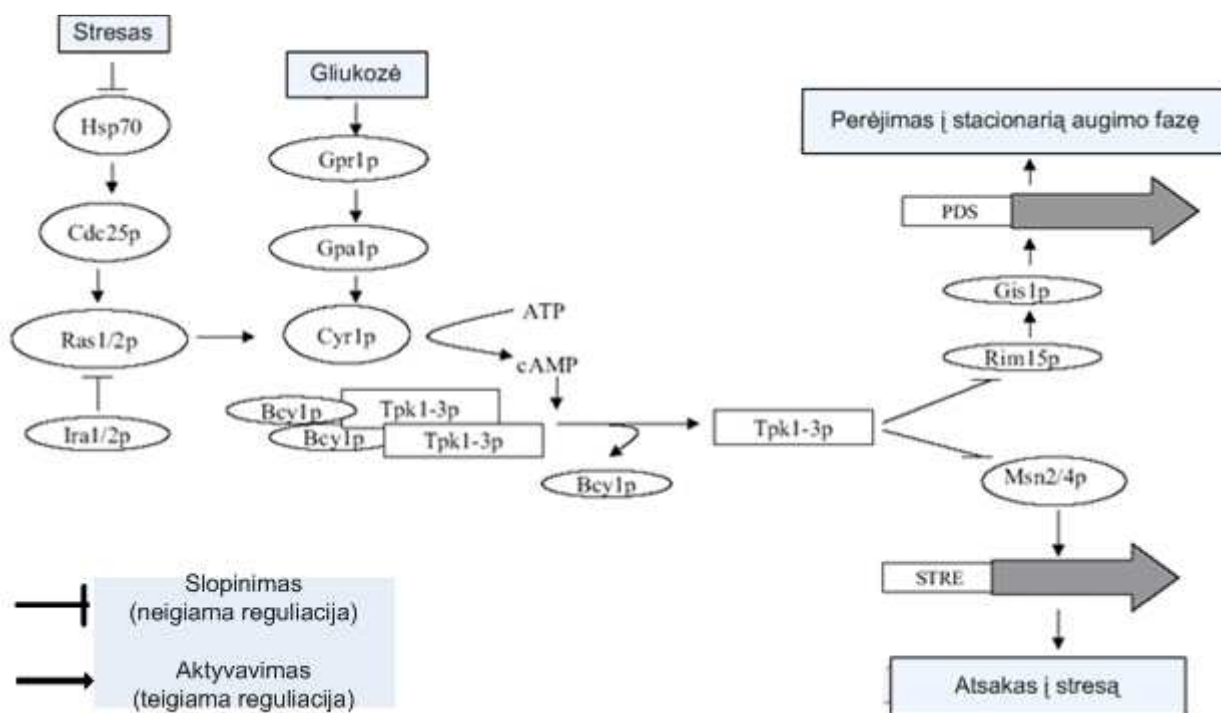 Stresas
Hsp70
Cdc25p
Ras1/2p
Ira1/2p
Gliukozė
Gpr1p
Gpa1p
Cyr1p
ATP
cAMP
Bcy1p
Tpk1-3p
Bcy1p
Tpk1-3p
Bcy1p
Tpk1-3p
Perėjimas į stacionarią augimo fazę
PDS
Gis1p
Rim15p
Msn2/4p
STRE
Atsakas į stresą
Slopinimas
(neigiama reguliacija)
Aktyvavimas
(teigiama reguliacija)